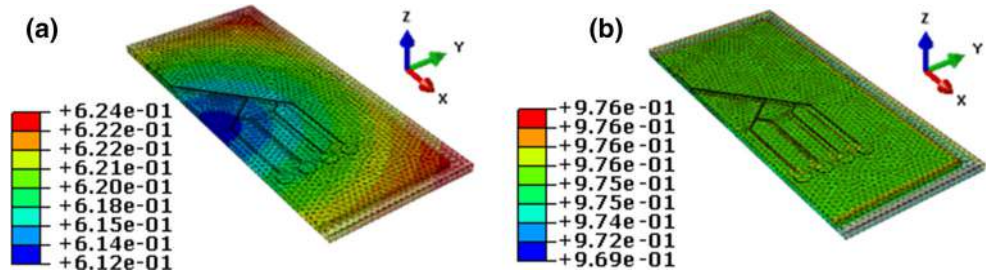 (a)
Z
Y
X
+6.24e-01
+6.22e-01
+6.22e-01
+6.21e-01
+6.20e-01
+6.18e-01
+6.15e-01
+6.14e-01
+6.12e-01
(b)
Z
Y
X
+9.76e-01
+9.76e-01
+9.76e-01
+9.76e-01
+9.75e-01
+9.75e-01
+9.74e-01
+9.72e-01
+9.69e-01